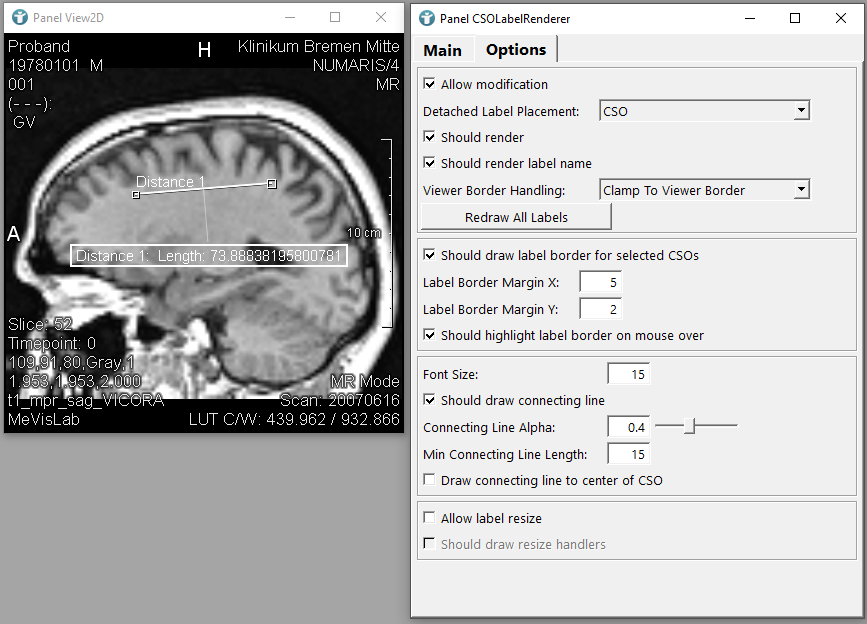 Panel View2D
Proband
Klinikum Bremen Mitte
H
19780101 M
NUMARIS/4
001
MR
(- - -):
GV
Distance 1
A
10 cm
Distance 1: Length: 73.88838195800781
Slice: 52
Timepoint: 0
109,91,80,Gray,1
1.953,1.953,2.000
MR Mode
t1_mpr_sag_VICORA
Scan: 20070616
MeVisLab
LUT C/W: 439.962 / 932.866
Panel CSOLabelRenderer
Main
Options
Allow modification
Detached Label Placement: CSO
Should render
Should render label name
Viewer Border Handling: Clamp To Viewer Border
Redraw All Labels
Should draw label border for selected CSOs
Label Border Margin X: 5
Label Border Margin Y: 2
Should highlight label border on mouse over
Font Size: 15
Should draw connecting line
Connecting Line Alpha: 0.4
Min Connecting Line Length: 15
Draw connecting line to center of CSO
Allow label resize
Should draw resize handlers